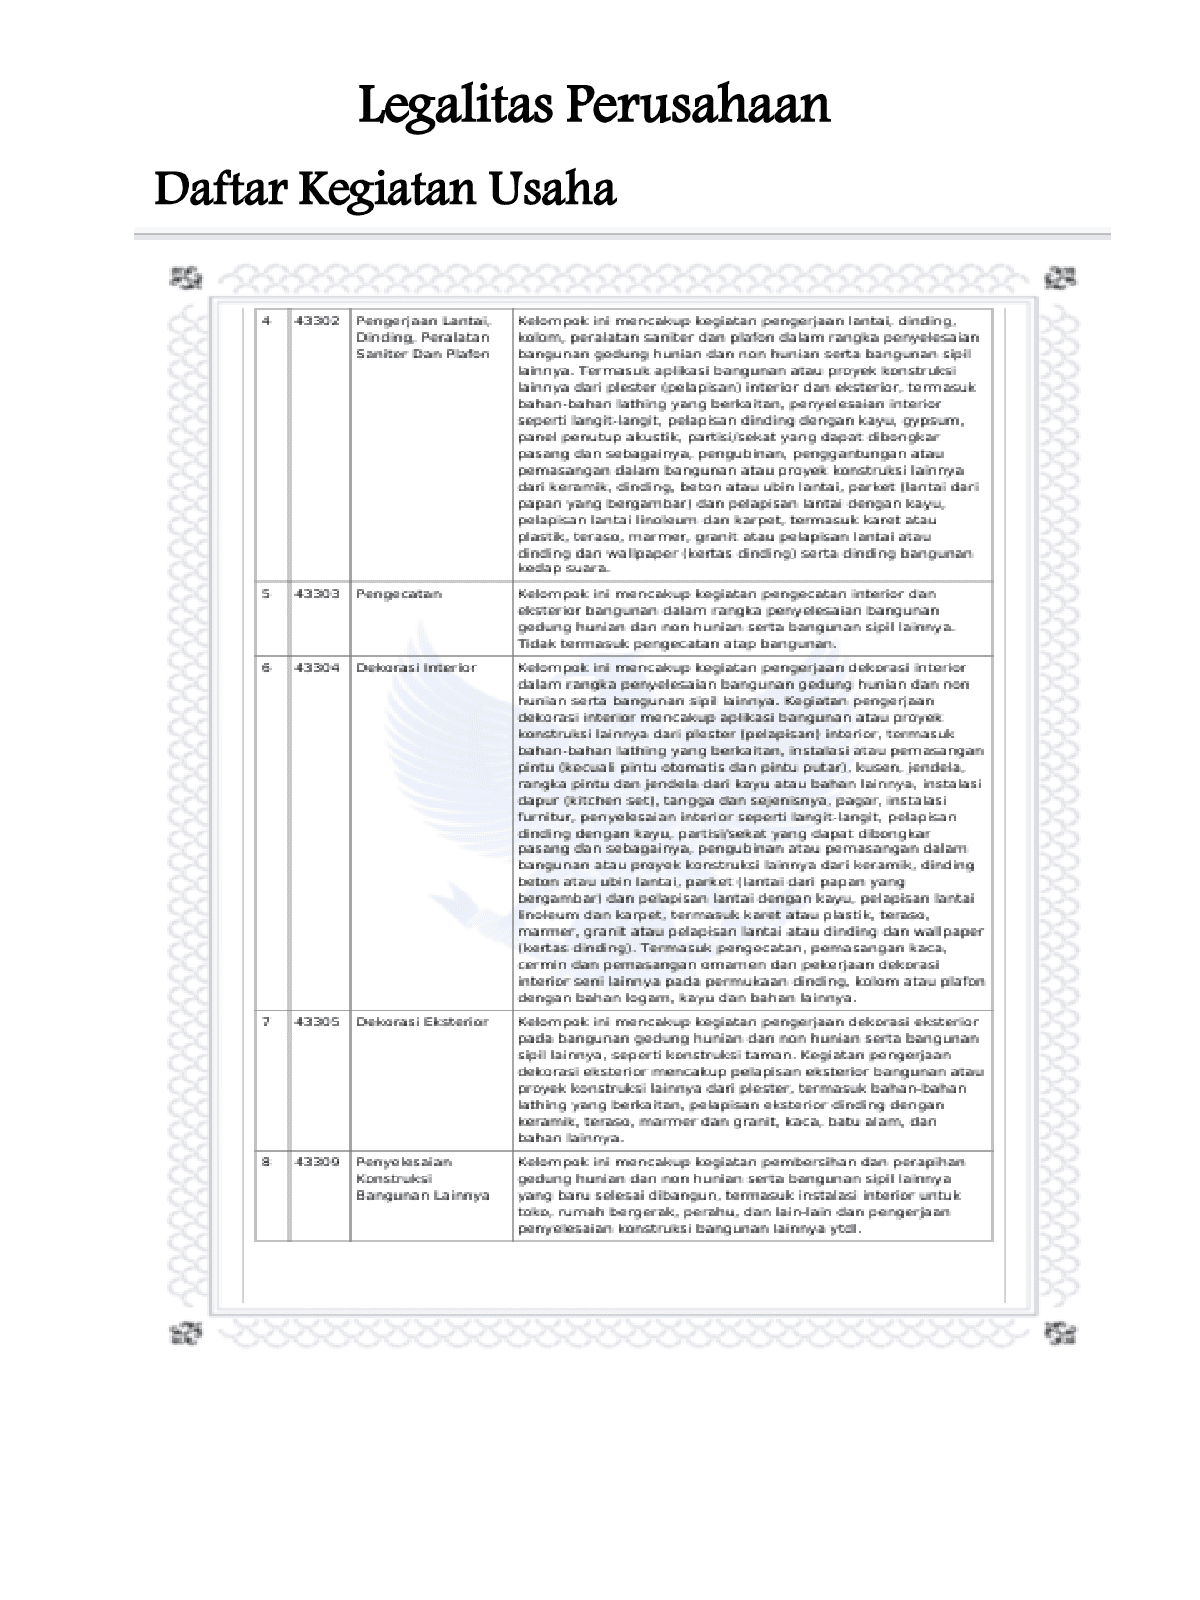 Legalitas Perusahaan
Daftar Kegiatan Usaha
4 43302 Pengerjaan Lantai, Dinding, Peralatan Saniter Dan Plafon
Kelompok ini mencakup kegiatan pengerjaan lantai, dinding,
kolom, peralatan saniter dan plafon dalam rangka penyelesaian
bangunan gedung hunian dan non hunian serta bangunan sipil
lainnya. Termasuk aplikasi bangunan atau proyek konstruksi
lainnya dari plester (pelapisan) interior dan eksterior, termasuk
bahan-bahan lathing yang berkaitan, penyelesaian interior
seperti langit-langit, pelapisan dinding dengan kayu, gypsum,
panel penutup akustik, partisi/sekat yang dapat dibongkar
pasang dan sebagainya, pengubinan, penggantungan atau
pemasangan dalam bangunan atau proyek konstruksi lainnya
dari keramik, dinding, beton atau ubin lantai, parket (lantai dari
papan yang bergambar) dan pelapisan lantai dengan kayu,
pelapisan lantai linoleum dan karpet, termasuk karet atau
plastik, teraso, marmer, granit atau pelapisan lantai atau
dinding dan wallpaper (kertas dinding) serta dinding bangunan
kedap suara.
5 43303 Pengecatan
Kelompok ini mencakup kegiatan pengecatan interior dan
eksterior bangunan dalam rangka penyelesaian bangunan
gedung hunian dan non hunian serta bangunan sipil lainnya.
Tidak termasuk pengecatan atap bangunan.
6 43304 Dekorasi Interior
Kelompok ini mencakup kegiatan pengerjaan dekorasi interior
dalam rangka penyelesaian bangunan gedung hunian dan non
hunian serta bangunan sipil lainnya. Kegiatan pengerjaan
dekorasi interior mencakup aplikasi bangunan atau proyek
konstruksi lainnya dari plester (pelapisan) interior, termasuk
bahan-bahan lathing yang berkaitan, instalasi atau pemasangan
pintu (kecuali pintu otomatis dan pintu putar), kusen, jendela,
rangka pintu dan jendela dari kayu atau bahan lainnya, instalasi
dapur (kitchen set), tangga dan sejenisnya, pagar, instalasi
furnitur, penyelesaian interior seperti langit-langit, pelapisan
dinding dengan kayu, partisi/sekat yang dapat dibongkar
pasang dan sebagainya, pengubinan atau pemasangan dalam
bangunan atau proyek konstruksi lainnya dari keramik, dinding
beton atau ubin lantai, parket (lantai dari papan yang
bergambar) dan pelapisan lantai dengan kayu, pelapisan lantai
linoleum dan karpet, termasuk karet atau plastik, teraso,
marmer, granit atau pelapisan lantai atau dinding dan wallpaper
(kertas dinding). Termasuk pengecatan, pemasangan kaca,
cermin dan pemasangan ornamen dan pekerjaan dekorasi
interior seni lainnya pada permukaan dinding, kolom atau plafon
dengan bahan logam, kayu dan bahan lainnya.
7 43305 Dekorasi Eksterior
Kelompok ini mencakup kegiatan pengerjaan dekorasi eksterior
pada bangunan gedung hunian dan non hunian serta bangunan
sipil lainnya, seperti konstruksi taman. Kegiatan pengerjaan
dekorasi eksterior mencakup pelapisan eksterior bangunan atau
proyek konstruksi lainnya dari plester, termasuk bahan-bahan
lathing yang berkaitan, pelapisan eksterior dinding dengan
keramik, teraso, marmer dan granit, kaca, batu alam, dan
bahan lainnya.
8 43309 Penyelesaian Konstruksi Bangunan Lainnya
Kelompok ini mencakup kegiatan pembersihan dan perapihan
gedung hunian dan non hunian serta bangunan sipil lainnya
yang baru selesai dibangun, termasuk instalasi interior untuk
toko, rumah bergerak, perahu, dan lain-lain dan pengerjaan
penyelesaian konstruksi bangunan lainnya ytdl.